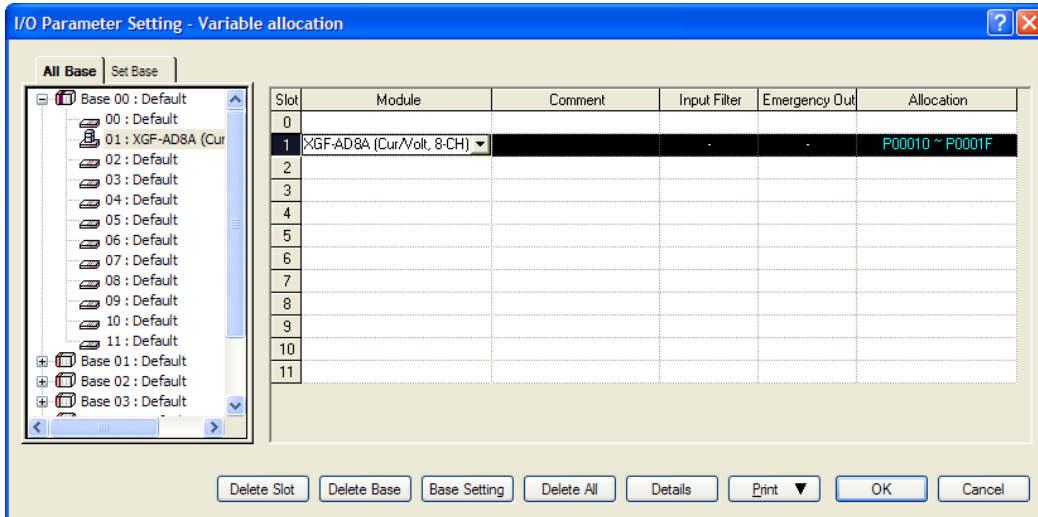 I/O Parameter Setting - Variable allocation
All Base Set Base
Base 00 : Default
00 : Default
01 : XGF-AD8A (Cur
02 : Default
03 : Default
04 : Default
05 : Default
06 : Default
07 : Default
08 : Default
09 : Default
10 : Default
11 : Default
Base 01 : Default
Base 02 : Default
Base 03 : Default
Slot Module Comment Input Filter Emergency Out Allocation
0
1 XGF-AD8A (Cur/Volt, 8-CH) - - P00010 ~ P0001F
2
3
4
5
6
7
8
9
10
11
Delete Slot Delete Base Base Setting Delete All Details Print ▼ OK Cancel